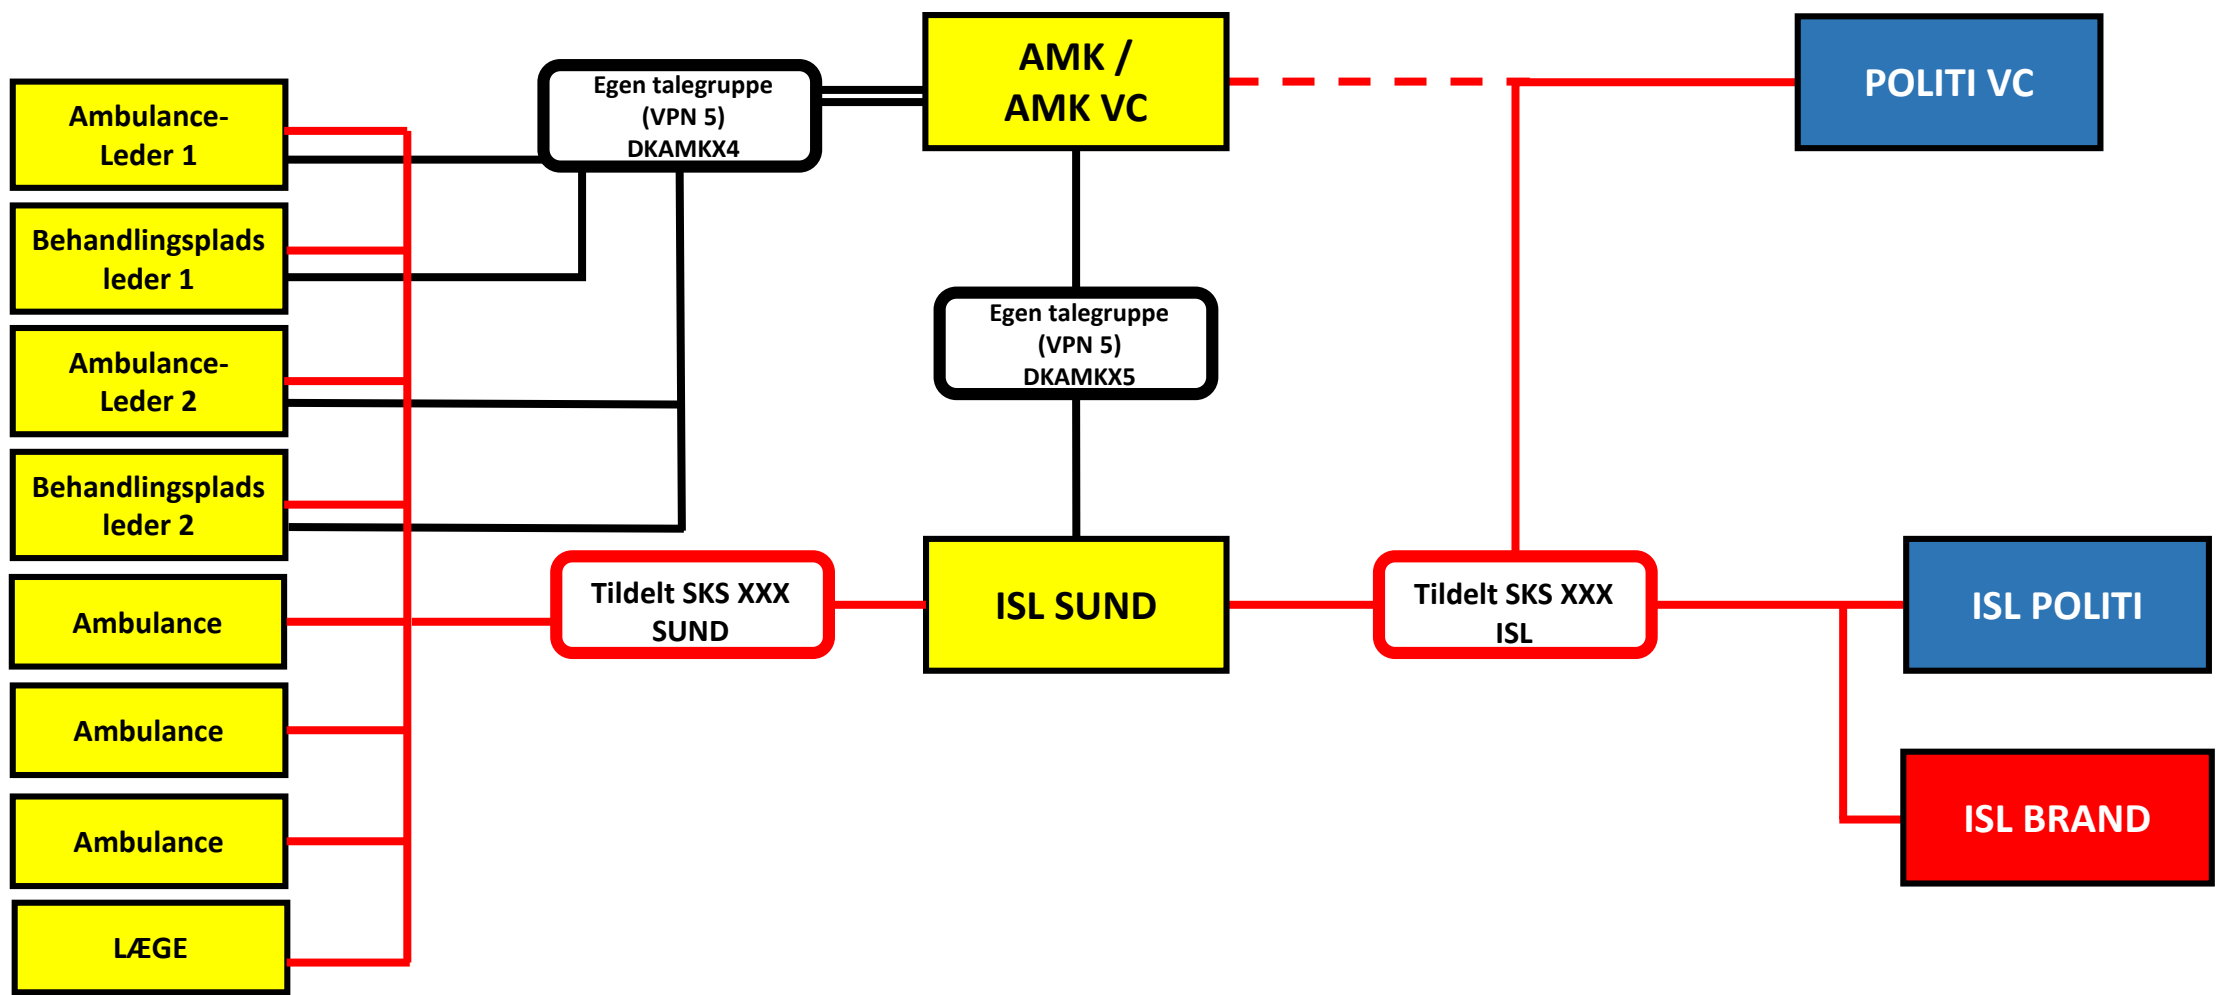 Ambulance-
Leder 1
Behandlingsplads
leder 1
Ambulance-
Leder 2
Behandlingsplads
leder 2
Ambulance
Ambulance
Ambulance
LÆGE
Egen talegruppe
(VPN 5)
DKAMKX4
AMK /
AMK VC
POLITI VC
Egen talegruppe
(VPN 5)
DKAMKX5
Tildelt SKS XXX
SUND
ISL SUND
Tildelt SKS XXX
ISL
ISL POLITI
ISL BRAND